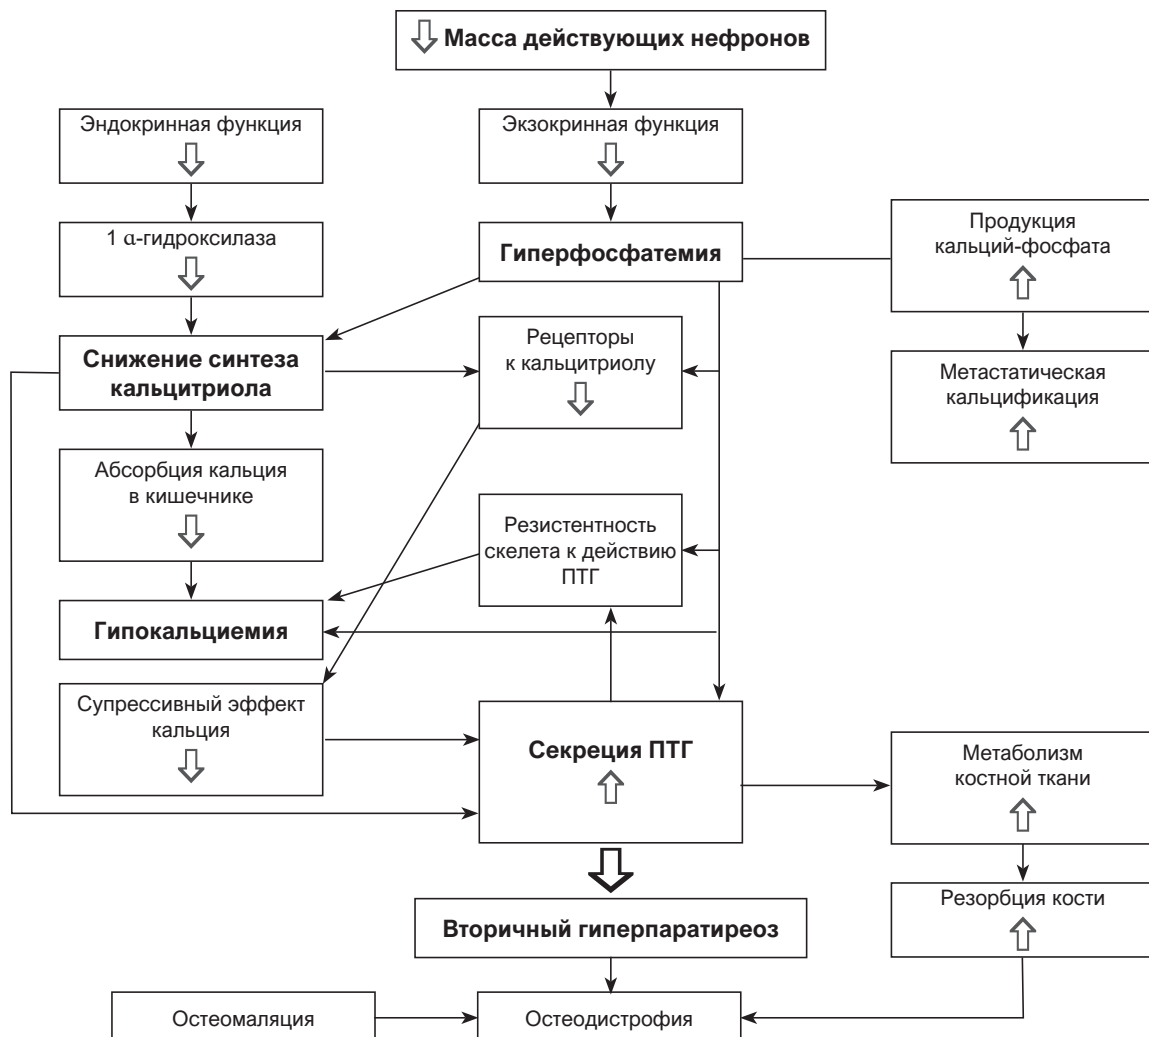 Масса действующих нефронов
Эндокринная функция
Экзокринная функция
1 α-гидроксилаза
Гиперфосфатемия
Продукция
кальций-фосфата
Снижение синтеза
кальцитриола
Рецепторы
к кальцитриолу
Метастатическая
кальцификация
Абсорбция кальция
в кишечнике
Резистентность
скелета к действию
ПТГ
Гипокальциемия
Супрессивный эффект
кальция
Секреция ПТГ
Метаболизм
костной ткани
Резорбция кости
Вторичный гиперпаратиреоз
Остеомаляция
Остеодистрофия